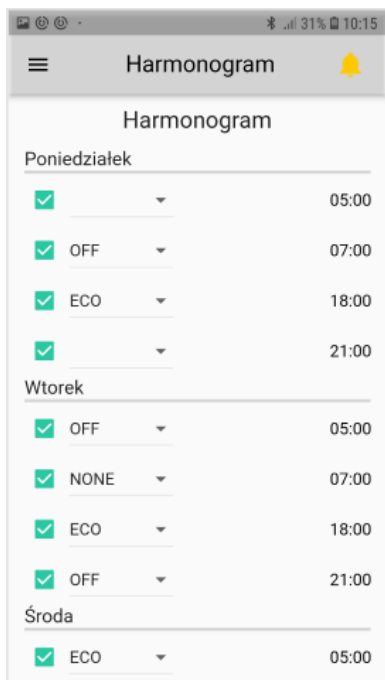 31% 10:15
Harmonogram
Harmonogram
Poniedziałek
05:00
OFF 07:00
ECO 18:00
21:00
Wtorek
OFF 05:00
NONE 07:00
ECO 18:00
OFF 21:00
Środa
ECO 05:00